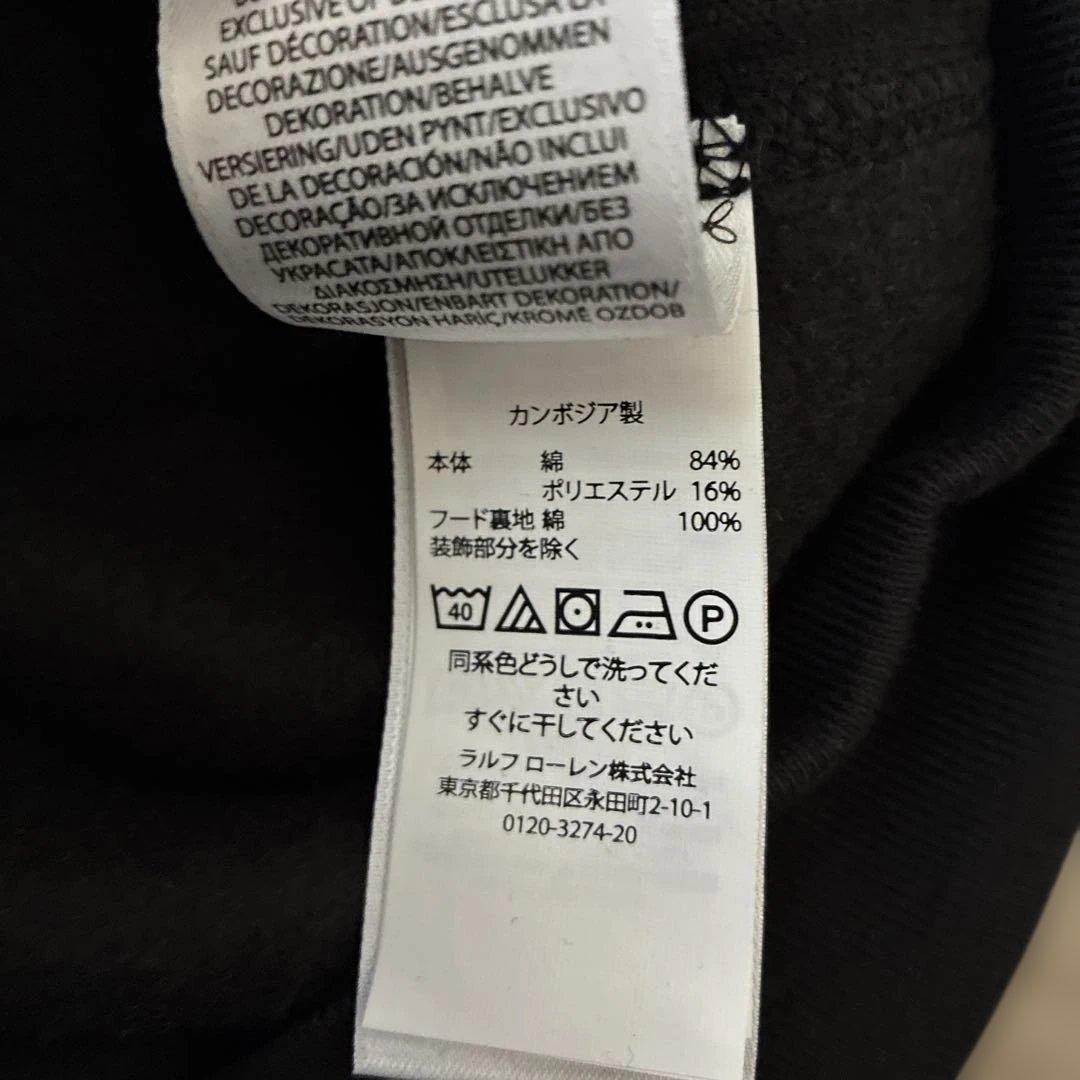 EXCLUSIVE OF
SAUF DÉCORATION/ESCLUSA LA
DECORAZIONE/AUSGENOMMEN
DEKORATION/BEHALVE
VERSIERING/UDEN PYNT/EXCLUSIVO
DE LA DECORACIÓN/NÃO INCLUI
DECORAÇÃO/ЗА ИСКЛЮЧЕНИЕМ
ДЕКОРАТИВНОЙ ОТДЕЛКИ/БЕЗ
УКРАСАТА/ΑΠΟΚΛΕΙΣΤΙΚΗ ΑΠΟ
ΔΙΑΚΟΣΜΗΣΗ/UTELUKKER
DEKORASJON/ENBART DEKORATION/
DEKORASYON HARİÇ/KROMĚ OZDOB
カンボジア製
本体 綿 84%
ポリエステル 16%
フード裏地 綿 100%
装飾部分を除く
40 P
同系色どうしで洗ってくだ
さい
すぐに干してください
ラルフ ローレン株式会社
東京都千代田区永田町2-10-1
0120-3274-20